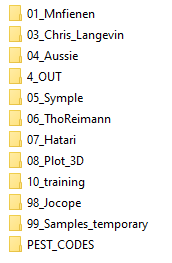 01_Mnfienen
03_Chris_Langevin
04_Aussie
4_OUT
05_Symple
06_ThoReimann
07_Hatari
08_Plot_3D
10_training
98_Jocope
99_Samples_temporary
PEST_CODES